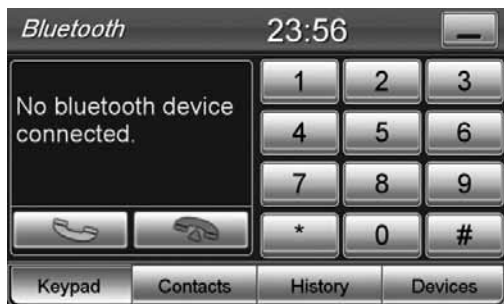 Bluetooth 23:56
No bluetooth device
connected.
1 2 3
4 5 6
7 8 9
* 0 #
Keypad Contacts History Devices